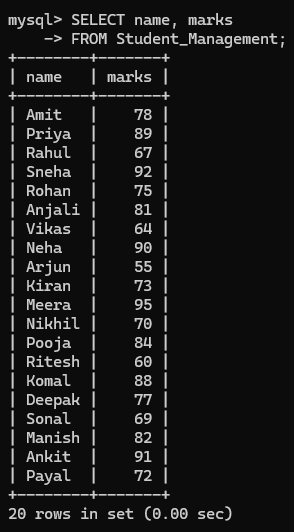 mysql> SELECT name, marks
    -> FROM Student_Management;
+---------+-------+
| name    | marks |
+---------+-------+
| Amit    |    78 |
| Priya   |    89 |
| Rahul   |    67 |
| Sneha   |    92 |
| Rohan   |    75 |
| Anjali  |    81 |
| Vikas   |    64 |
| Neha    |    90 |
| Arjun   |    55 |
| Kiran   |    73 |
| Meera   |    95 |
| Nikhil  |    70 |
| Pooja   |    84 |
| Ritesh  |    60 |
| Komal   |    88 |
| Deepak  |    77 |
| Sonal   |    69 |
| Manish  |    82 |
| Ankit   |    91 |
| Payal   |    72 |
+---------+-------+
20 rows in set (0.00 sec)